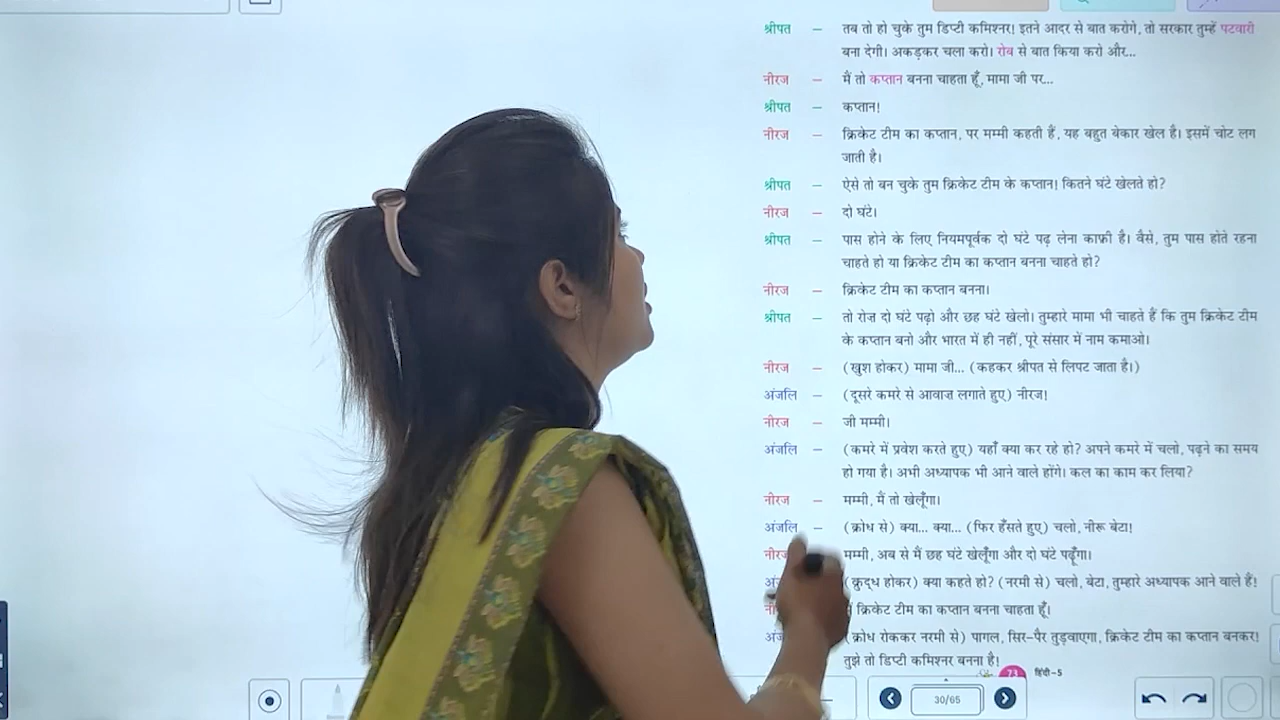 श्रीपत – तब तो हो चुके तुम डिप्टी कमिश्नर! इतने आदर से बात करोगे, तो सरकार तुम्हें पटवारी
बना देगी। अकड़कर चला करो। रोब से बात किया करो और...
नीरज – मैं तो कप्तान बनना चाहता हूँ, मामा जी पर...
श्रीपत – कप्तान!
नीरज – क्रिकेट टीम का कप्तान, पर मम्मी कहती हैं, यह बहुत बेकार खेल है। इसमें चोट लग
जाती है।
श्रीपत – ऐसे तो बन चुके तुम क्रिकेट टीम के कप्तान! कितने घंटे खेलते हो?
नीरज – दो घंटे।
श्रीपत – पास होने के लिए नियमपूर्वक दो घंटे पढ़ लेना काफ़ी है। वैसे, तुम पास होते रहना
चाहते हो या क्रिकेट टीम का कप्तान बनना चाहते हो?
नीरज – क्रिकेट टीम का कप्तान बनना।
श्रीपत – तो रोज़ दो घंटे पढ़ो और छह घंटे खेलो। तुम्हारे मामा भी चाहते हैं कि तुम क्रिकेट टीम
के कप्तान बनो और भारत में ही नहीं, पूरे संसार में नाम कमाओ।
नीरज – (खुश होकर) मामा जी... (कहकर श्रीपत से लिपट जाता है।)
अंजलि – (दूसरे कमरे से आवाज़ लगाते हुए) नीरज!
नीरज – जी मम्मी।
अंजलि – (कमरे में प्रवेश करते हुए) यहाँ क्या कर रहे हो? अपने कमरे में चलो, पढ़ने का समय
हो गया है। अभी अध्यापक भी आने वाले होंगे। कल का काम कर लिया?
नीरज – मम्मी, मैं तो खेलूँगा।
अंजलि – (क्रोध से) क्या... क्या... (फिर हँसते हुए) चलो, नीरू बेटा!
मम्मी, अब से मैं छह घंटे खेलूँगा और दो घंटे पढ़ूँगा।
(क्रुद्ध होकर) क्या कहते हो? (नरमी से) चलो, बेटा, तुम्हारे अध्यापक आने वाले हैं!
क्रिकेट टीम का कप्तान बनना चाहता हूँ।
(क्रोध रोककर नरमी से) पागल, सिर-पैर तुड़वाएगा, क्रिकेट टीम का कप्तान बनकर!
तुझे तो डिप्टी कमिश्नर बनना है!
73 हिंदी-5
30/65